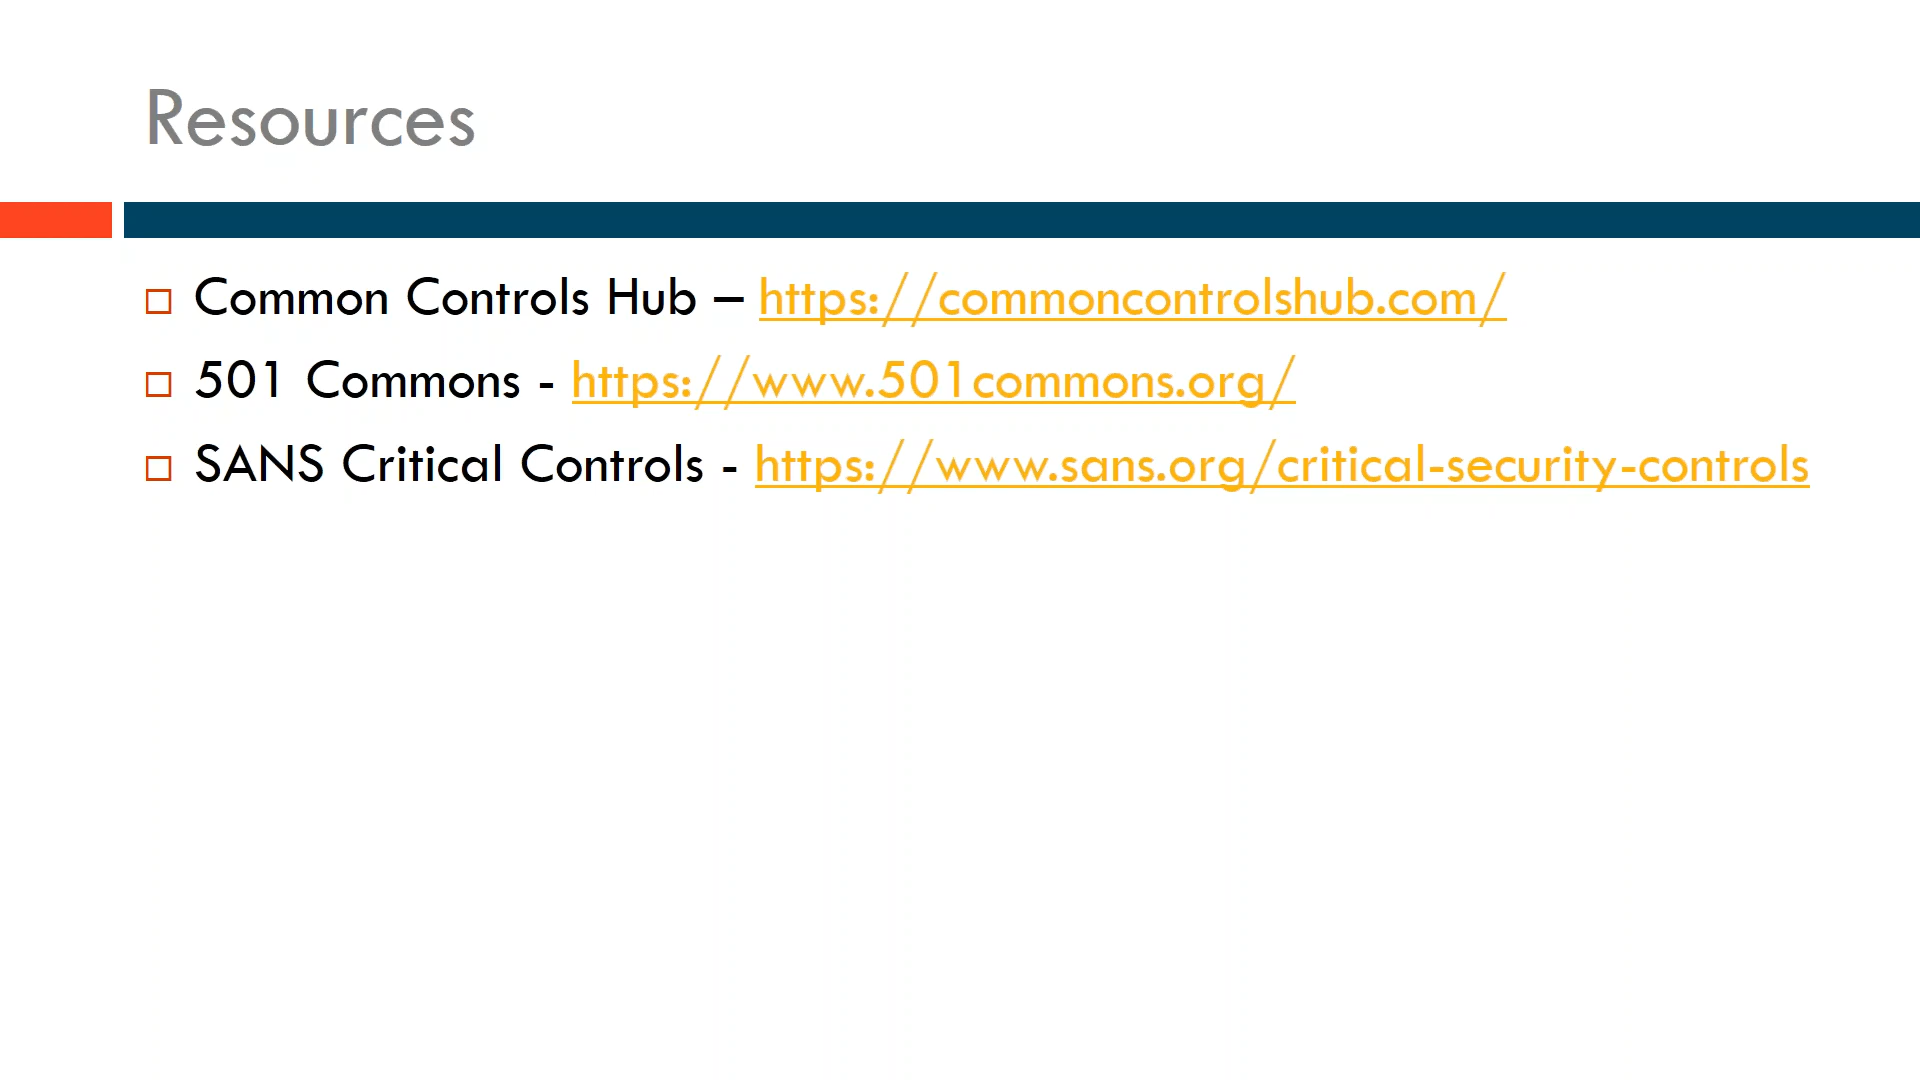 Resources
Common Controls Hub – https://commoncontrolshub.com/
501 Commons - https://www.501commons.org/
SANS Critical Controls - https://www.sans.org/critical-security-controls